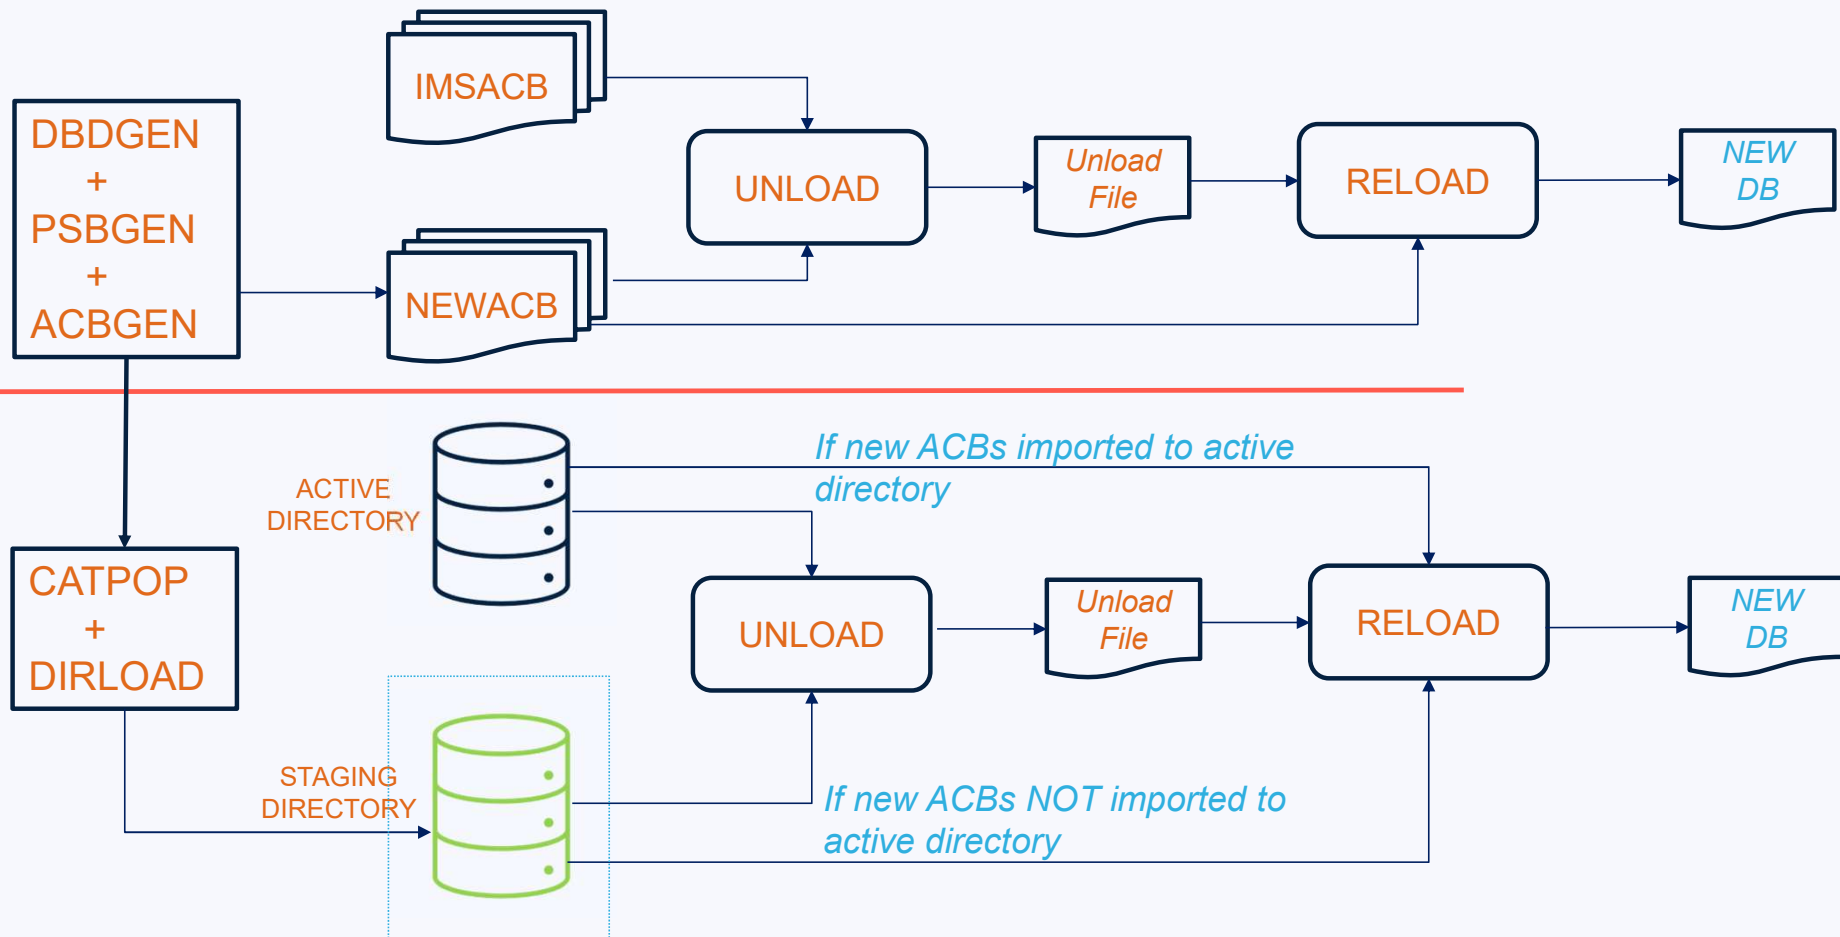 IMSACB
DBDGEN
+
PSBGEN
+
ACBGEN
NEWACB
UNLOAD
Unload
File
RELOAD
NEW
DB
ACTIVE
DIRECTORY
If new ACBs imported to active
directory
CATPOP
+
DIRLOAD
UNLOAD
Unload
File
RELOAD
NEW
DB
STAGING
DIRECTORY
If new ACBs NOT imported to
active directory